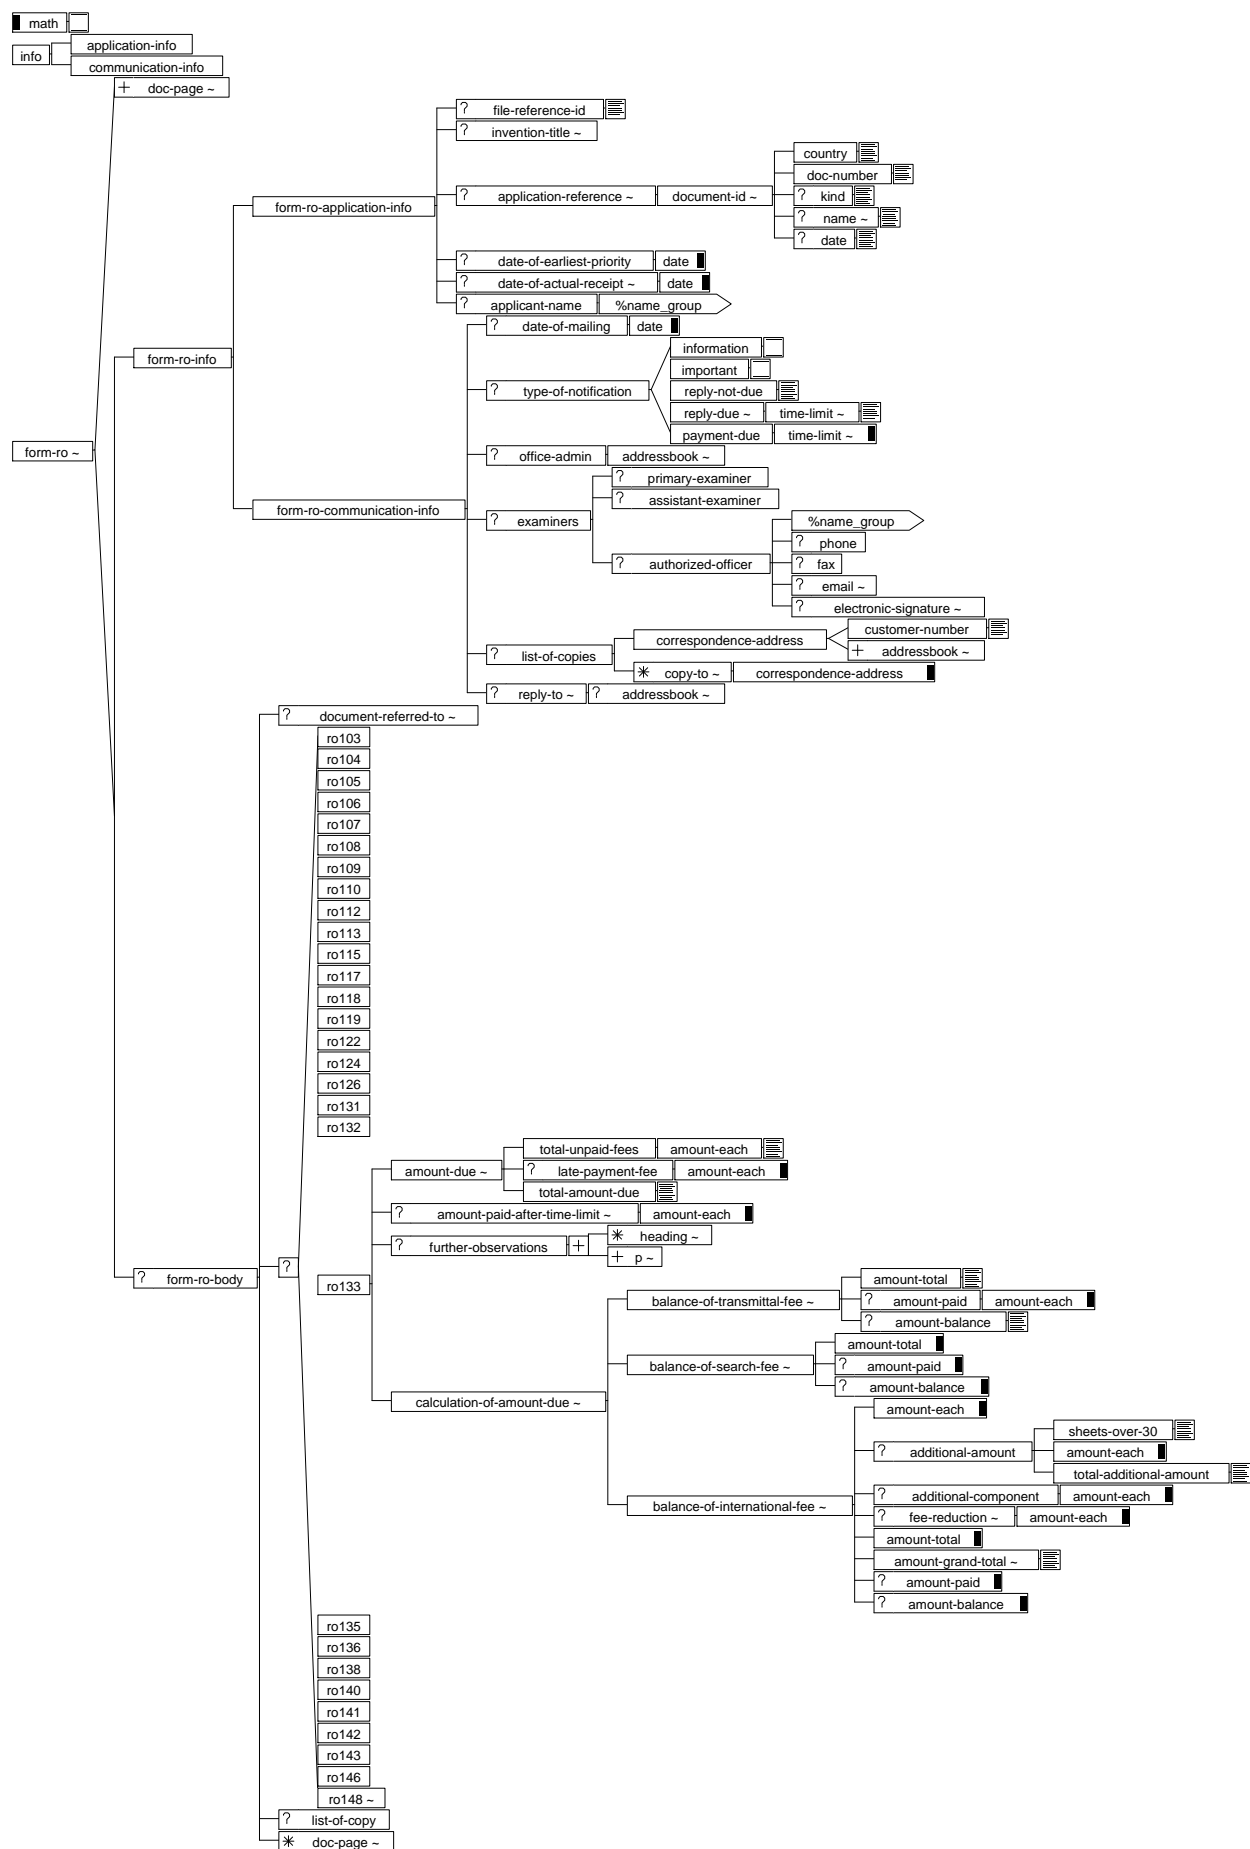 math
info
application-info
communication-info
+ doc-page ~
? file-reference-id
? invention-title ~
country
doc-number
form-ro-application-info
? application-reference ~
document-id ~
? kind
? name ~
? date
? date-of-earliest-priority
date
? date-of-actual-receipt ~
date
? applicant-name
%name_group
? date-of-mailing
date
form-ro-info
information
important
? type-of-notification
reply-not-due
reply-due ~
time-limit ~
payment-due
time-limit ~
form-ro ~
? office-admin
addressbook ~
? primary-examiner
? assistant-examiner
form-ro-communication-info
? examiners
%name_group
? phone
? authorized-officer
? fax
? email ~
? electronic-signature ~
correspondence-address
customer-number
+ addressbook ~
? list-of-copies
* copy-to ~
correspondence-address
? reply-to ~
? addressbook ~
? document-referred-to ~
ro103
ro104
ro105
ro106
ro107
ro108
ro109
ro110
ro112
ro113
ro115
ro117
ro118
ro119
ro122
ro124
ro126
ro131
ro132
total-unpaid-fees
amount-each
amount-due ~
? late-payment-fee
amount-each
total-amount-due
? amount-paid-after-time-limit ~
amount-each
? further-observations
+
* heading ~
+ p ~
? form-ro-body
?
ro133
amount-total
balance-of-transmittal-fee ~
? amount-paid
amount-each
? amount-balance
amount-total
balance-of-search-fee ~
? amount-paid
? amount-balance
calculation-of-amount-due ~
amount-each
sheets-over-30
? additional-amount
amount-each
total-additional-amount
balance-of-international-fee ~
? additional-component
amount-each
? fee-reduction ~
amount-each
amount-total
amount-grand-total ~
? amount-paid
? amount-balance
ro135
ro136
ro138
ro140
ro141
ro142
ro143
ro146
ro148 ~
? list-of-copy
* doc-page ~